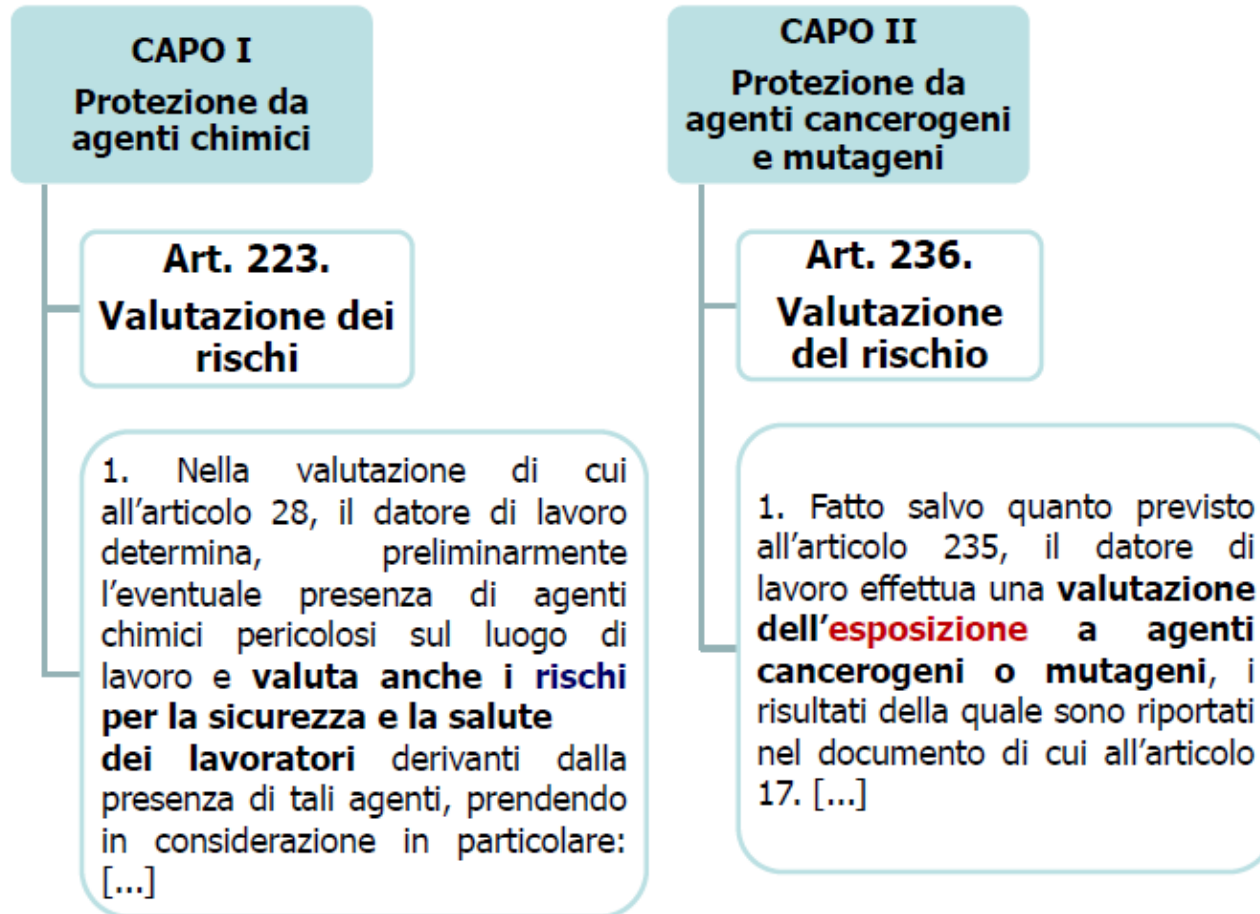 CAPO I
Protezione da
agenti chimici
Art. 223.
Valutazione dei
rischi
1. Nella valutazione di cui
all’articolo 28, il datore di lavoro
determina, preliminarmente
l’eventuale presenza di agenti
chimici pericolosi sul luogo di
lavoro e valuta anche i rischi
per la sicurezza e la salute
dei lavoratori derivanti dalla
presenza di tali agenti, prendendo
in considerazione in particolare:
[...]
CAPO II
Protezione da
agenti cancerogeni
e mutageni
Art. 236.
Valutazione
del rischio
1. Fatto salvo quanto previsto
all’articolo 235, il datore di
lavoro effettua una valutazione
dell’esposizione a agenti
cancerogeni o mutageni, i
risultati della quale sono riportati
nel documento di cui all’articolo
17. [...]